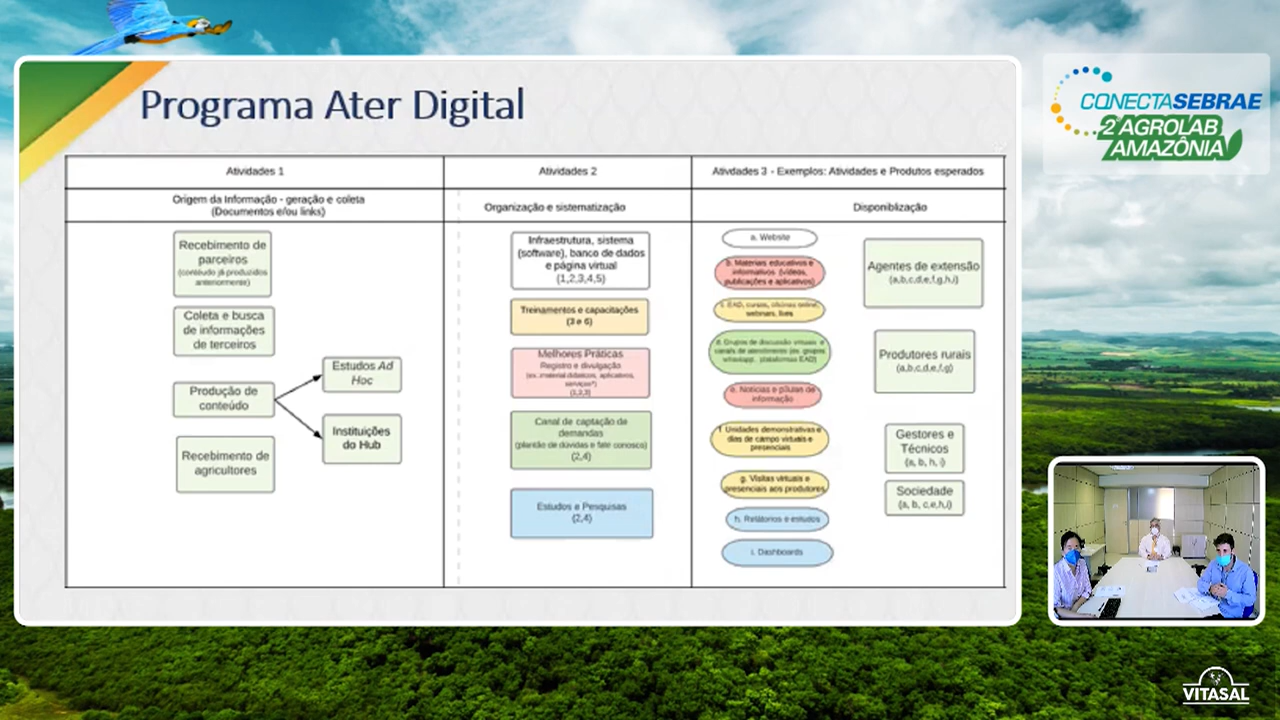 Programa Ater Digital
Atividades 1
Atividades 2
Atividades 3 - Exemplos: Atividades e Produtos esperados
Origem da Informação - geração e coleta
(Documentos e/ou links)
Organização e sistematização
Disponiblização
Recebimento de
parceiros
(conteúdo já produzidos
anteriormente)
Coleta e busca
de informações
de terceiros
Produção de
conteúdo
Recebimento de
agricultores
Estudos Ad
Hoc
Instituições
do Hub
Infraestrutura, sistema
(software), banco de dados
e página virtual
(1,2,3,4,5)
Treinamentos e capacitações
(3 e 6)
Melhores Práticas
Registro e divulgação
(ex. material didaticos, aplicativos,
serviços*)
Canal de captação de
demandas
(plantão de dúvidas e fale conosco)
(2,4)
Estudos e Pesquisas
(2,4)
a. Website
b. Materiais educativos e
informativos (vídeos,
publicações e aplicativos)
EAD, cursos, oficinas online,
webinars, lives
d. Grupos de discussão virtuais e
canais de atendimento (ex. grupos
whatsapp, plataformas EAD)
e. Notícias e pílulas de
informação
f. Unidades demonstrativas e
dias de campo virtuais e
presenciais
g. Visitas virtuais e
presenciais aos produtores
h. Relatórios e estudos
i. Dashboards
Agentes de extensão
(a,b,c,d,e,f,g,h,i)
Produtores rurais
(a,b,c,d,e,f,g)
Gestores e
Técnicos
(a, b, h, i)
Sociedade
(a, b, c,e,h,i)
CONECTASEBRAE
2º AGROLAB
AMAZÔNIA
VITASAL